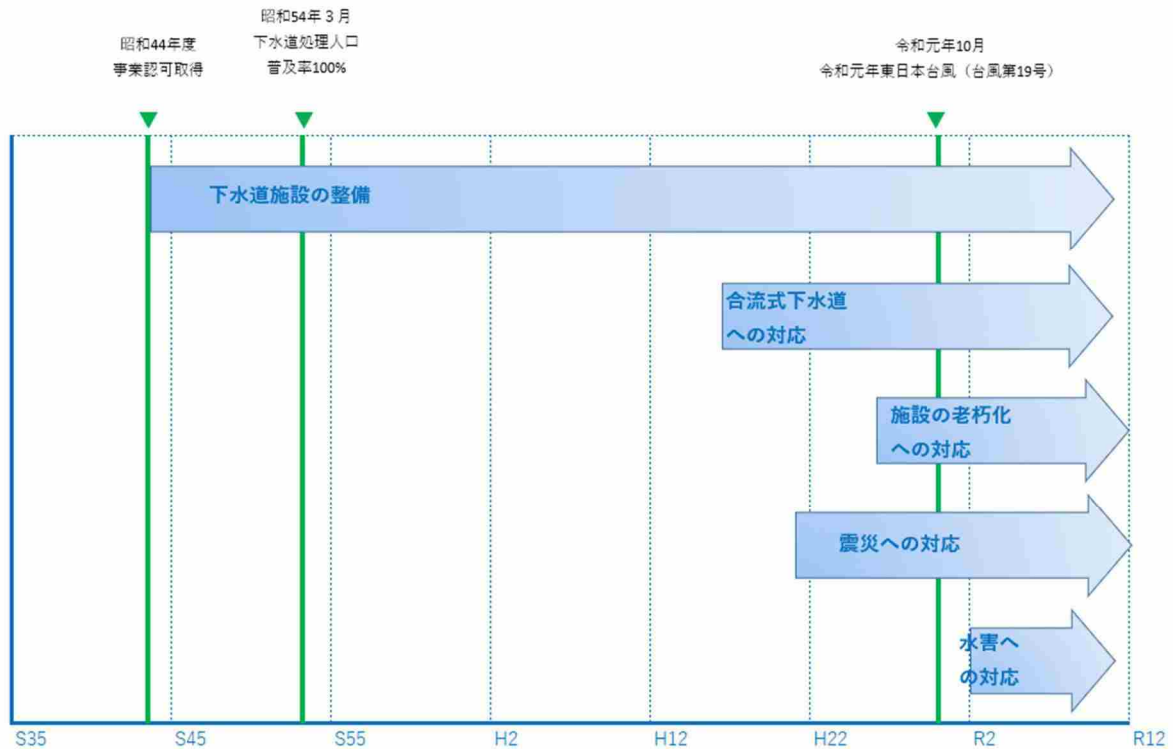 昭和44年度
事業認可取得
昭和54年３月
下水道処理人口
普及率100%
令和元年10月
令和元年東日本台風（台風第19号）
下水道施設の整備
合流式下水道
への対応
施設の老朽化
への対応
震災への対応
水害へ
の対応
S35
S45
S55
H2
H12
H22
R2
R12